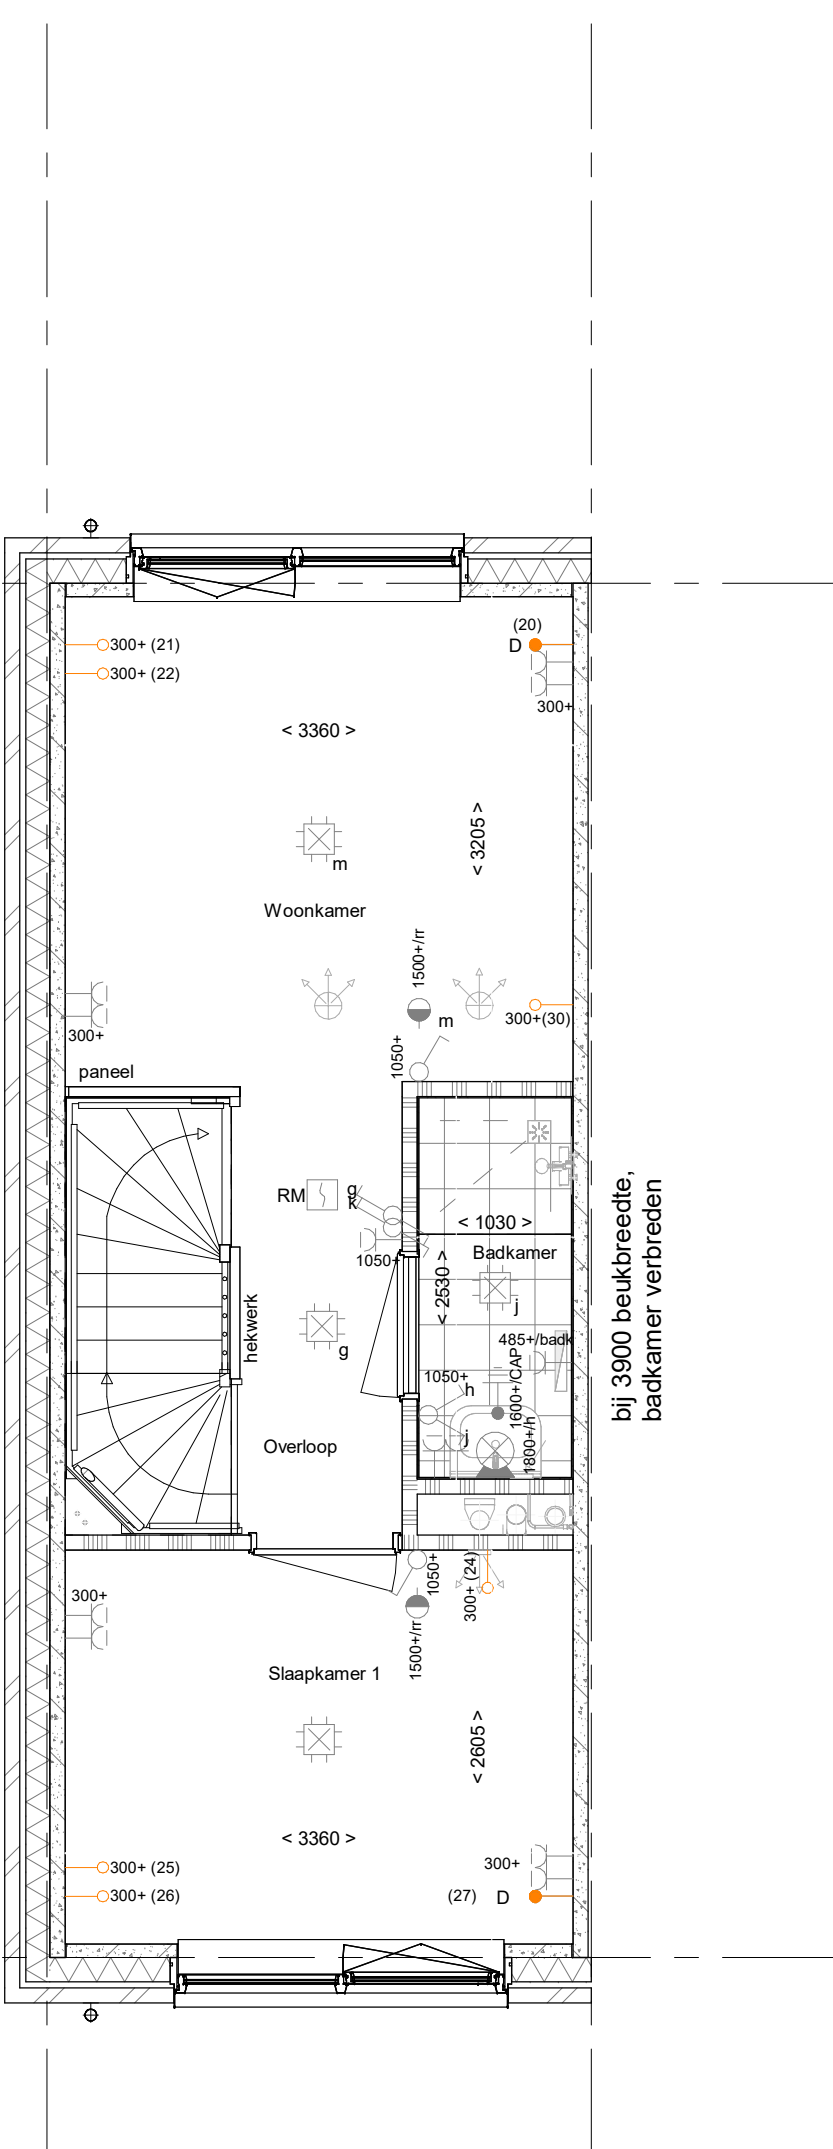 (20)
300+ (21)
D
300+ (22)
300+
< 3360 >
< 3205 >
m
Woonkamer
1500+/rr
300+(30)
m
300+
1050+
paneel
bij 3900 beukbreedte,
badkamer verbreden
RM
g
k
< 1030 >
1050+
Badkamer
< 2530 >
j
hekwerk
g
485+/badk
1050+
h
1600+/CAP
j
1800+/h
Overloop
1050+
300+ (24)
300+
1500+/rr
Slaapkamer 1
< 2605 >
< 3360 >
300+
300+ (25)
300+ (26)
(27)
D